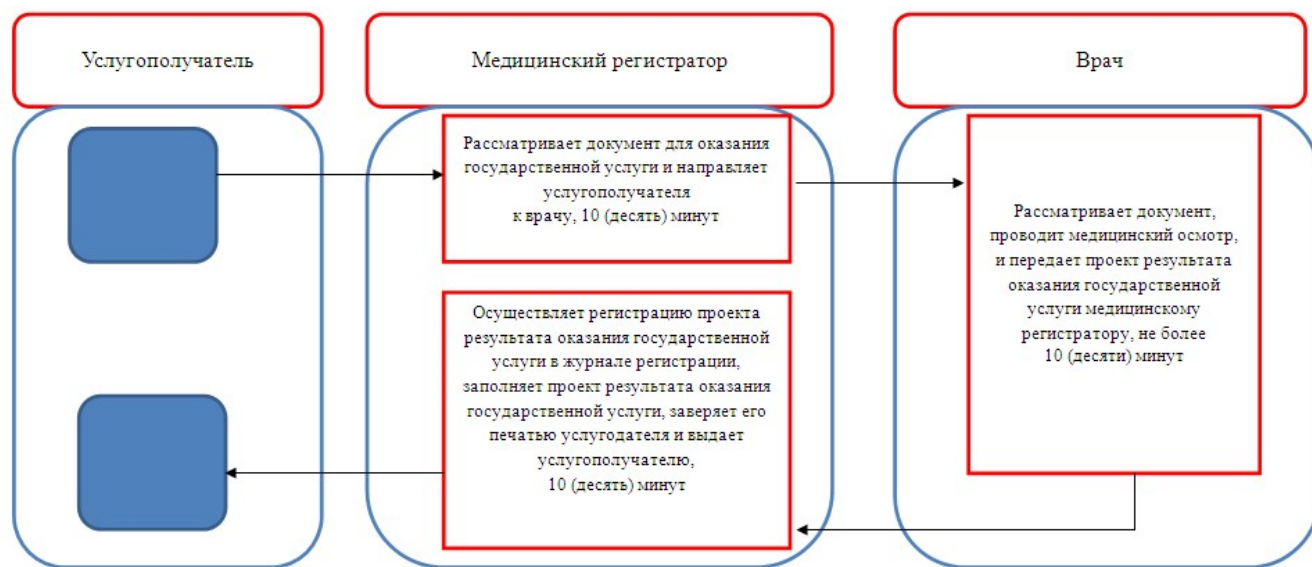 Услугополучатель
Медицинский регистратор
Врач
Рассматривает документ для оказания
государственной услуги и направляет
услугополучателя
к врачу, 10 (десять) минут
Осуществляет регистрацию проекта
результата оказания государственной
услуги в журнале регистрации,
заполняет проект результата оказания
государственной услуги, заверяет его
печатью услугодателя и выдает
услугополучателю,
10 (десять) минут
Рассматривает документ,
проводит медицинский осмотр,
и передает проект результата
оказания государственной
услуги медицинскому
регистратору, не более
10 (десяти) минут